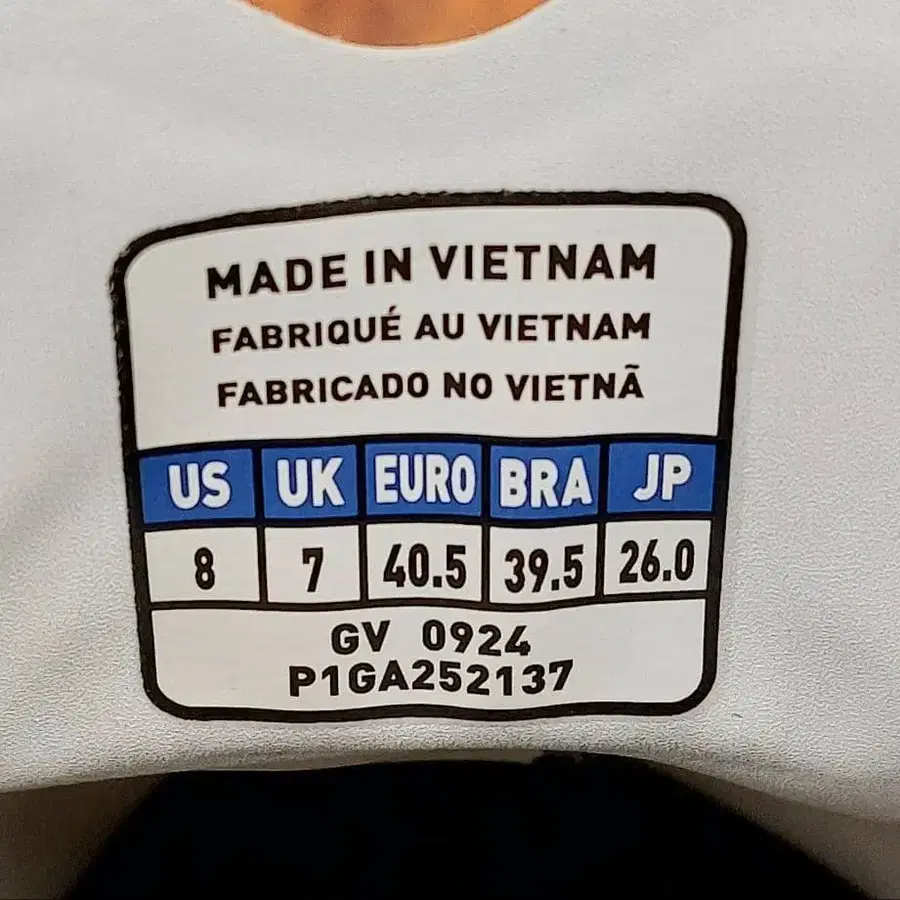 MADE IN VIETNAM
FABRIQUÉ AU VIETNAM
FABRICADO NO VIETNÃ
US UK EURO BRA JP
8 7 40.5 39.5 26.0
GV 0924
P1GA252137